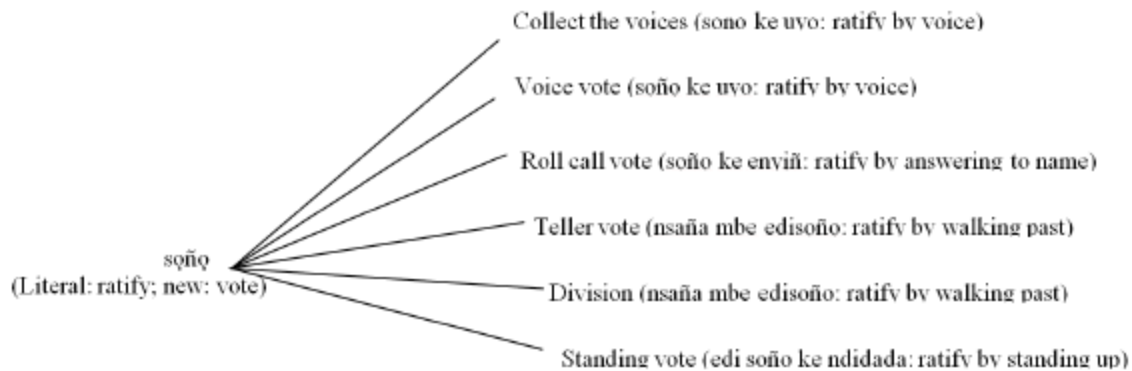 Collect the voices (sono ke uyo: ratify by voice)
Voice vote (soño ke uyo: ratify by voice)
Roll call vote (soño ke enyiñ: ratify by answering to name)
Teller vote (nsaña mbe edisoño: ratify by walking past)
sọñọ
(Literal: ratify; new: vote)
Division (nsaña mbe edisoño: ratify by walking past)
Standing vote (edi soño ke ndidada: ratify by standing up)